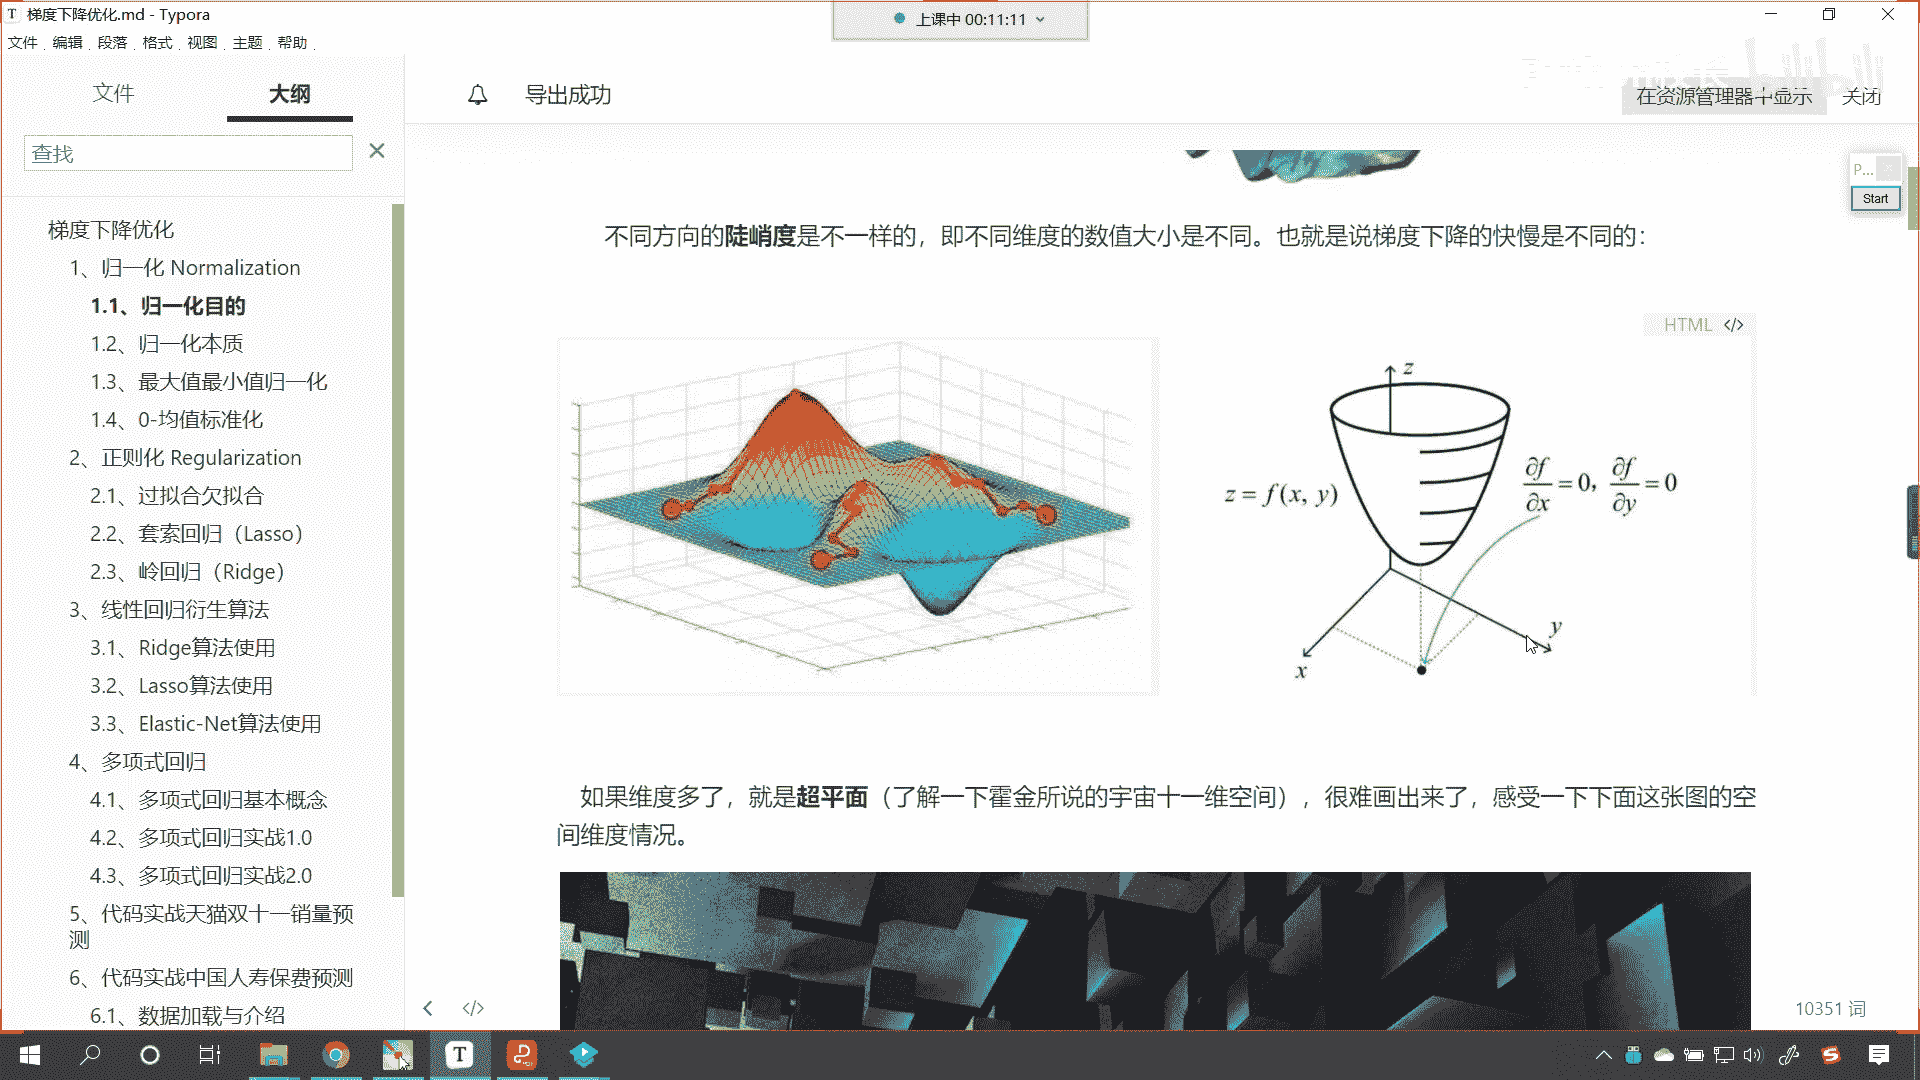 梯度下降优化.md - Typora
上课中 00:11:11
文件 编辑 段落 格式 视图 主题 帮助
文件 大纲
导出成功
在资源管理器中显示 关闭
查找
P...
Start
梯度下降优化
1、归一化 Normalization
1.1、归一化目的
1.2、归一化本质
1.3、最大值最小值归一化
1.4、0-均值标准化
2、正则化 Regularization
2.1、过拟合欠拟合
2.2、套索回归（Lasso）
2.3、岭回归（Ridge）
3、线性回归衍生算法
3.1、Ridge算法使用
3.2、Lasso算法使用
3.3、Elastic-Net算法使用
4、多项式回归
4.1、多项式回归基本概念
4.2、多项式回归实战1.0
4.3、多项式回归实战2.0
5、代码实战天猫双十一销量预
测
6、代码实战中国人寿保费预测
6.1、数据加载与介绍
不同方向的陡峭度是不一样的，即不同维度的数值大小是不同。也就是说梯度下降的快慢是不同的：
HTML </>
z
z = f(x, y)
∂f/∂x = 0, ∂f/∂y = 0
y
x
如果维度多了，就是超平面（了解一下霍金所说的宇宙十一维空间），很难画出来了，感受一下下面这张图的空
间维度情况。
</>
10351 词